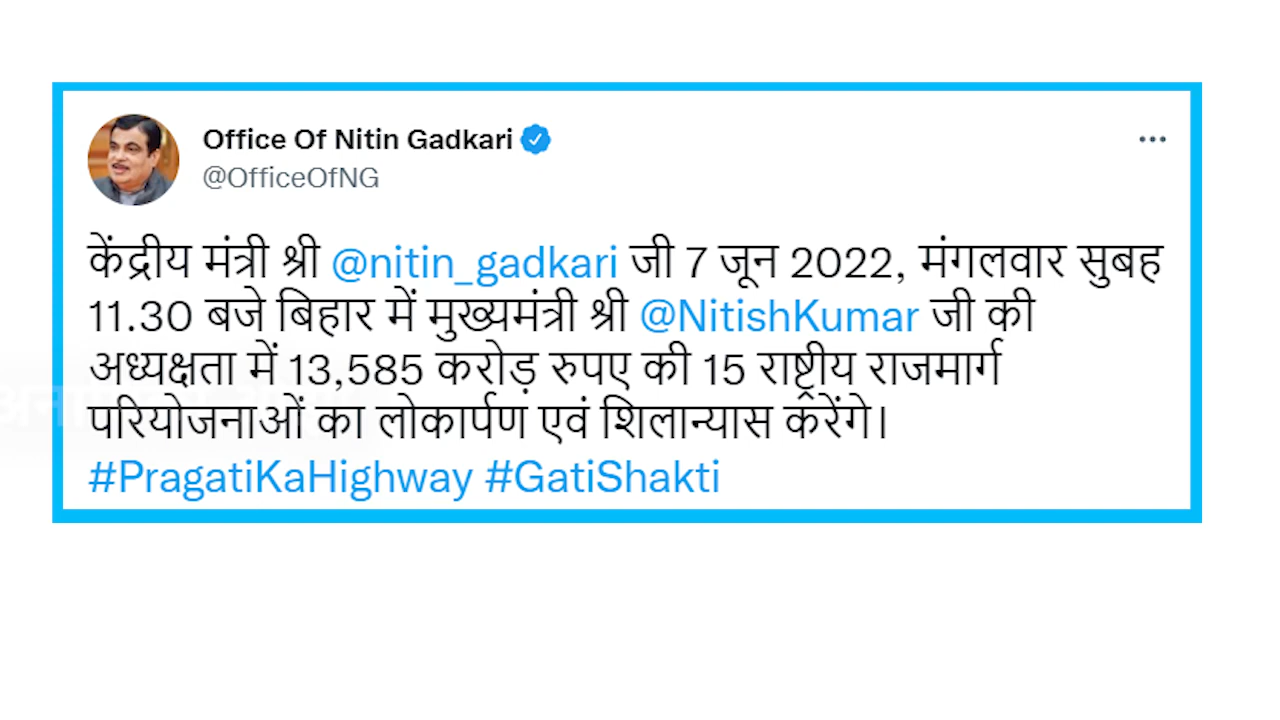 Office Of Nitin Gadkari
@OfficeOfNG
केंद्रीय मंत्री श्री @nitin_gadkari जी 7 जून 2022, मंगलवार सुबह
11.30 बजे बिहार में मुख्यमंत्री श्री @NitishKumar जी की
अध्यक्षता में 13,585 करोड़ रुपए की 15 राष्ट्रीय राजमार्ग
परियोजनाओं का लोकार्पण एवं शिलान्यास करेंगे।
#PragatiKaHighway #GatiShakti